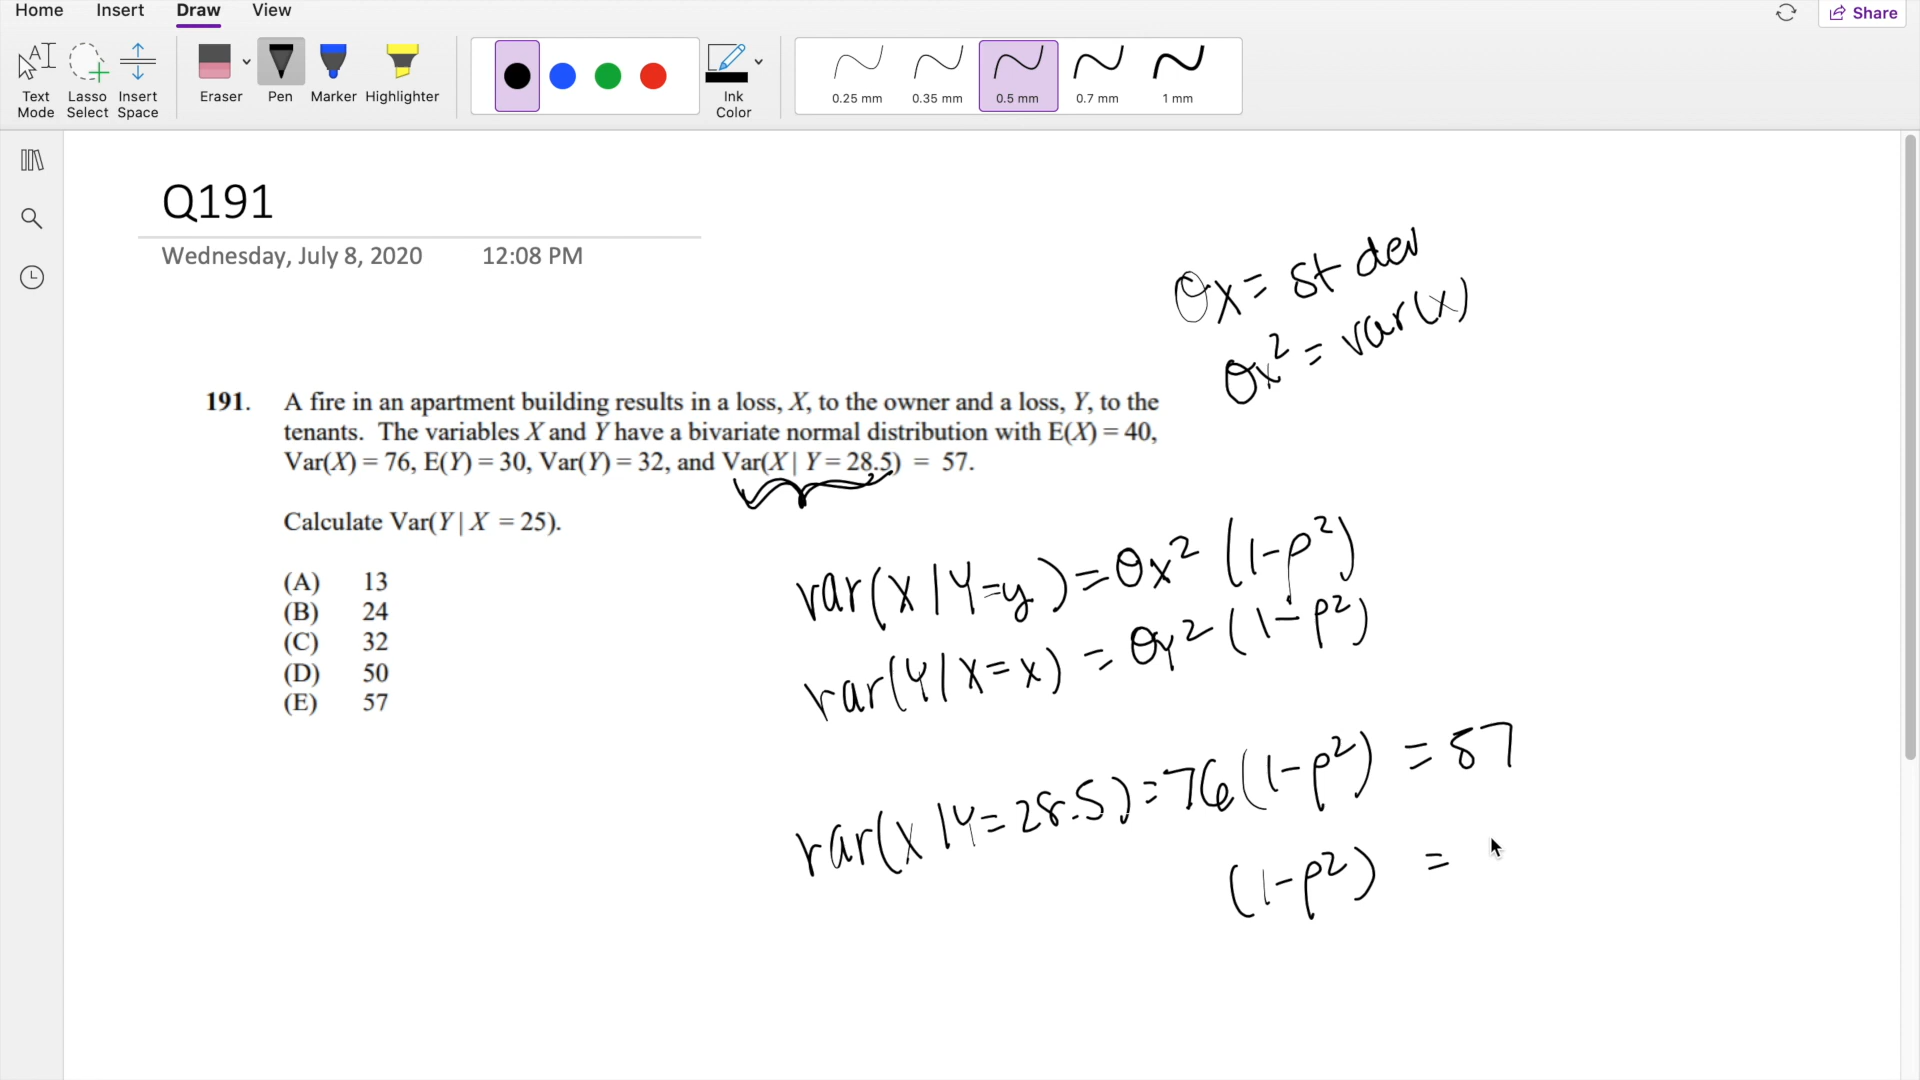 Home Insert Draw View
Share
Text Mode
Lasso Select
Insert Space
Eraser
Pen
Marker
Highlighter
Ink Color
0.25 mm
0.35 mm
0.5 mm
0.7 mm
1 mm
Q191
Wednesday, July 8, 2020 12:08 PM
θx = st dev
θx² = var(x)
191. A fire in an apartment building results in a loss, X, to the owner and a loss, Y, to the
tenants. The variables X and Y have a bivariate normal distribution with E(X) = 40,
Var(X) = 76, E(Y) = 30, Var(Y) = 32, and Var(X | Y = 28.5) = 57.
Calculate Var(Y | X = 25).
(A) 13
(B) 24
(C) 32
(D) 50
(E) 57
var(X | Y=y) = θx² (1-ρ²)
var(Y | X=x) = θy² (1-ρ²)
var(X | Y=28.5) = 76(1-ρ²) = 57
(1-ρ²) =